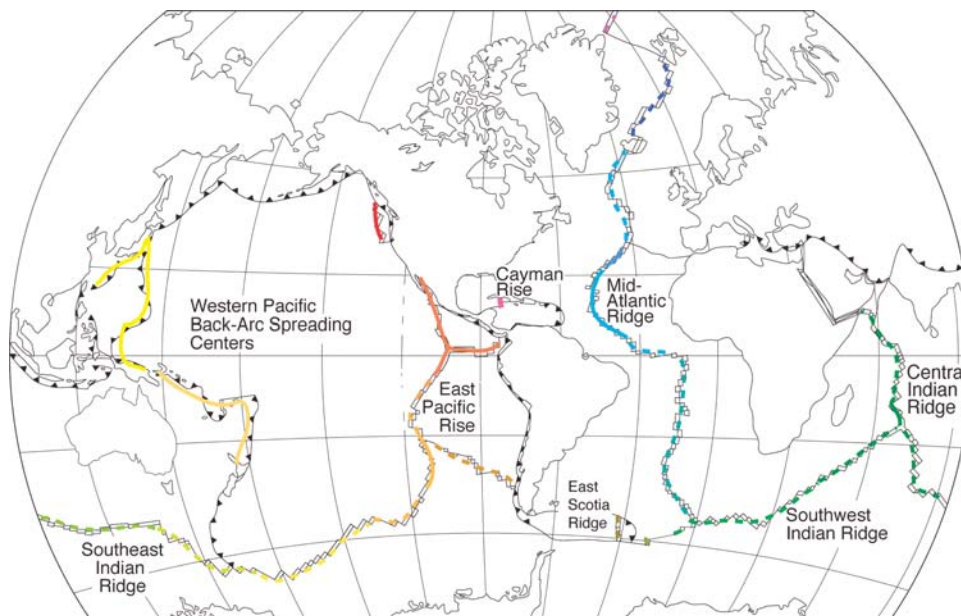 Cayman
Rise
Mid-
Atlantic
Ridge
Western Pacific
Back-Arc Spreading
Centers
East
Pacific
Rise
Central
Indian
Ridge
East
Scotia
Ridge
Southwest
Indian Ridge
Southeast
Indian
Ridge